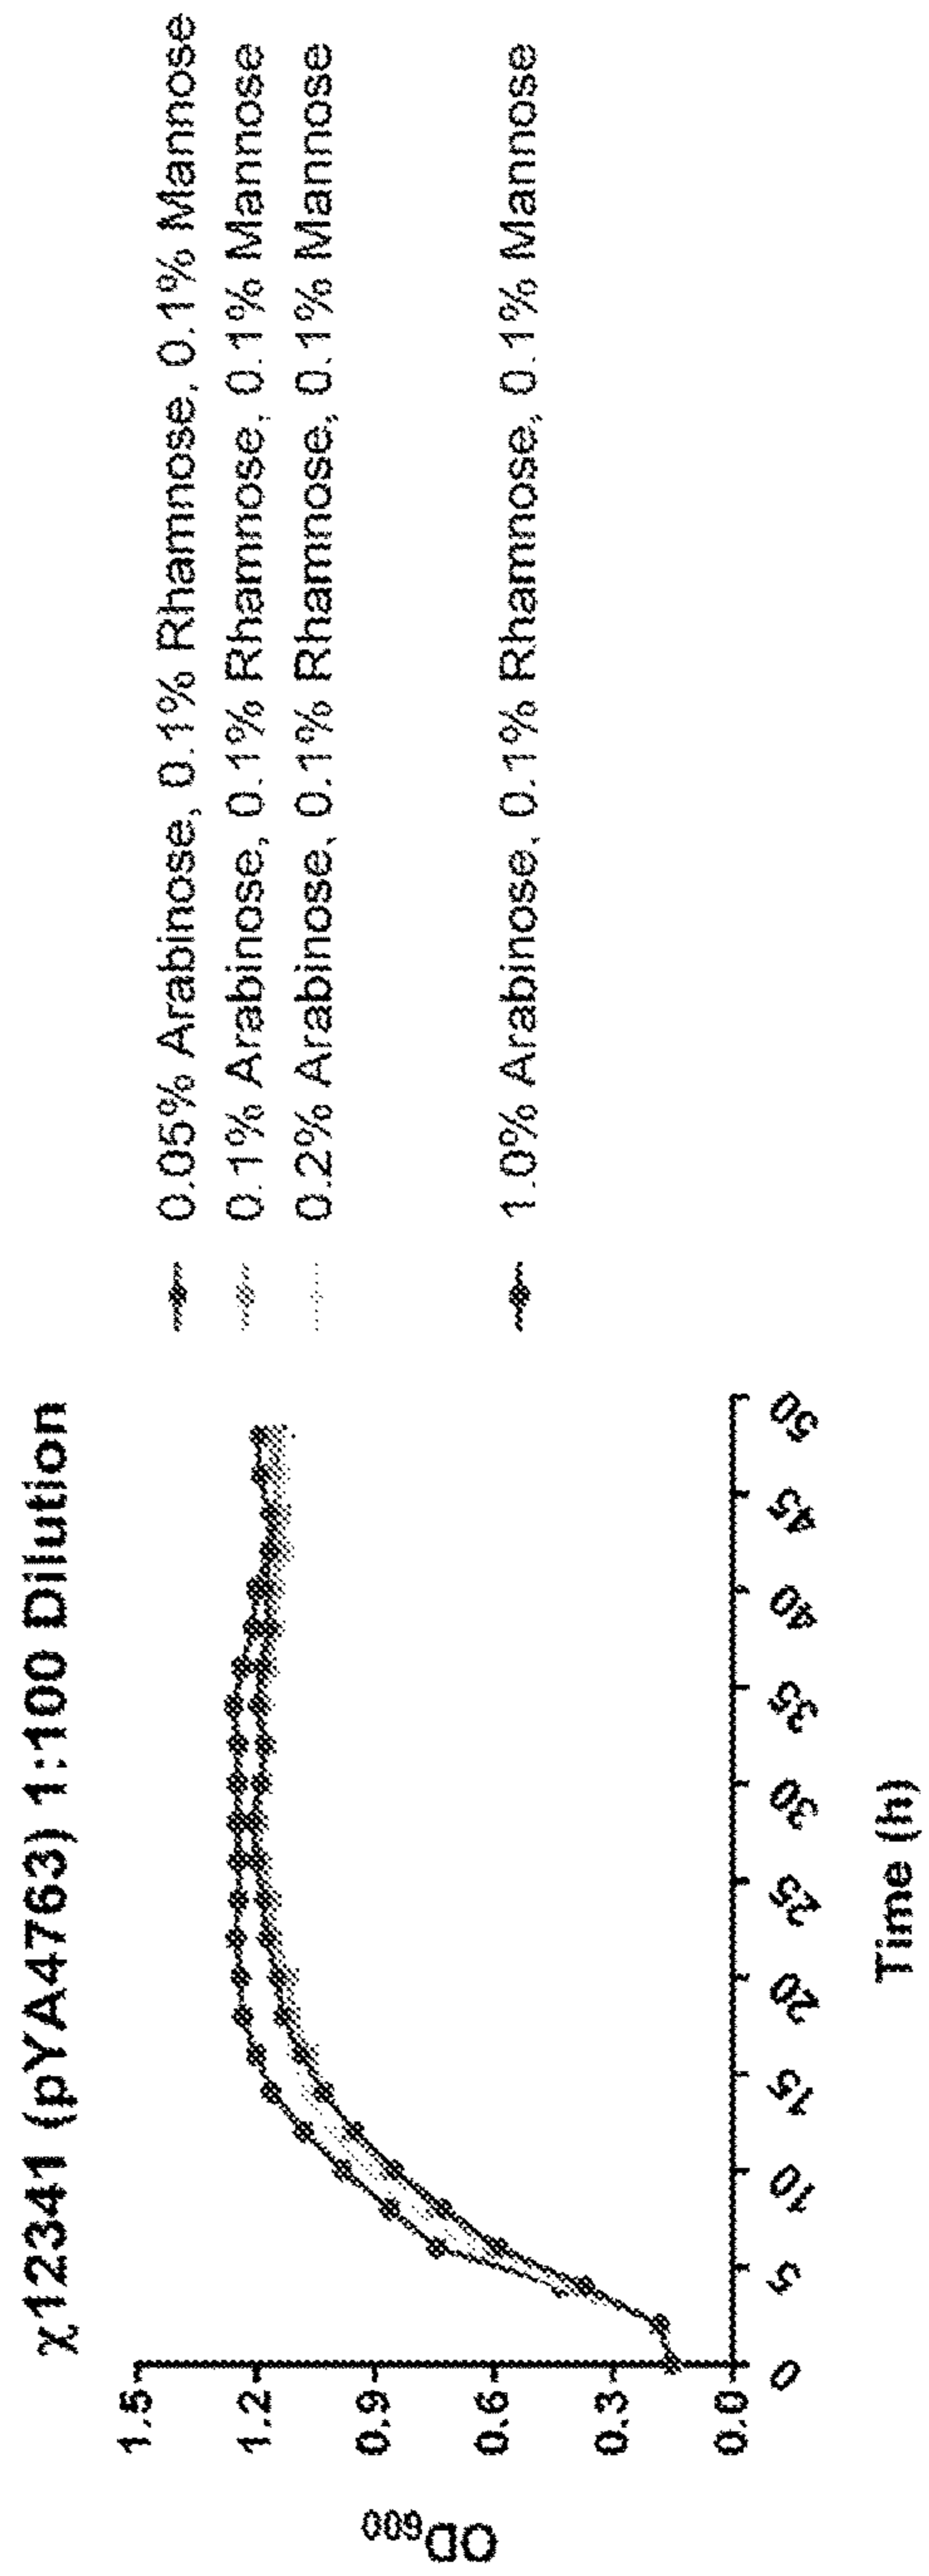 χ12341 (pYA4763) 1:100 Dilution
OD600
1.5
1.2
0.9
0.6
0.3
0.0
0
5
10
15
20
25
30
35
40
45
50
Time (h)
0.05% Arabinose, 0.1% Rhamnose, 0.1% Mannose
0.1% Arabinose, 0.1% Rhamnose, 0.1% Mannose
0.2% Arabinose, 0.1% Rhamnose, 0.1% Mannose
1.0% Arabinose, 0.1% Rhamnose, 0.1% Mannose